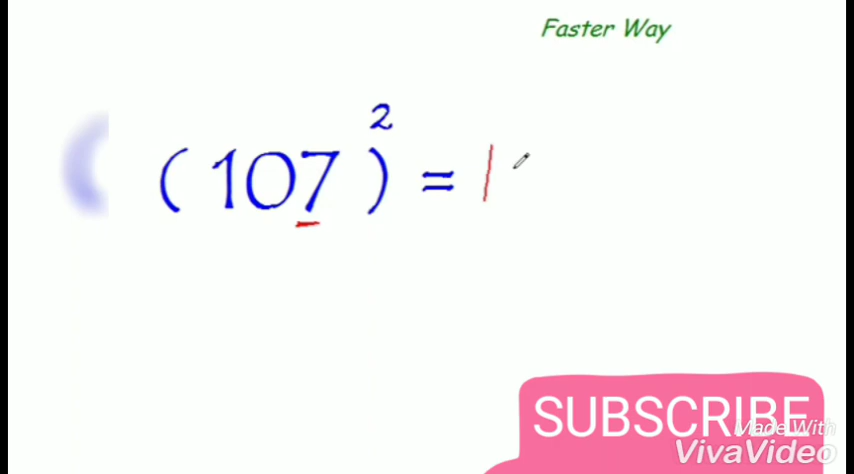 Faster Way
(107)² = 1
SUBSCRIBE
Made With
VivaVideo